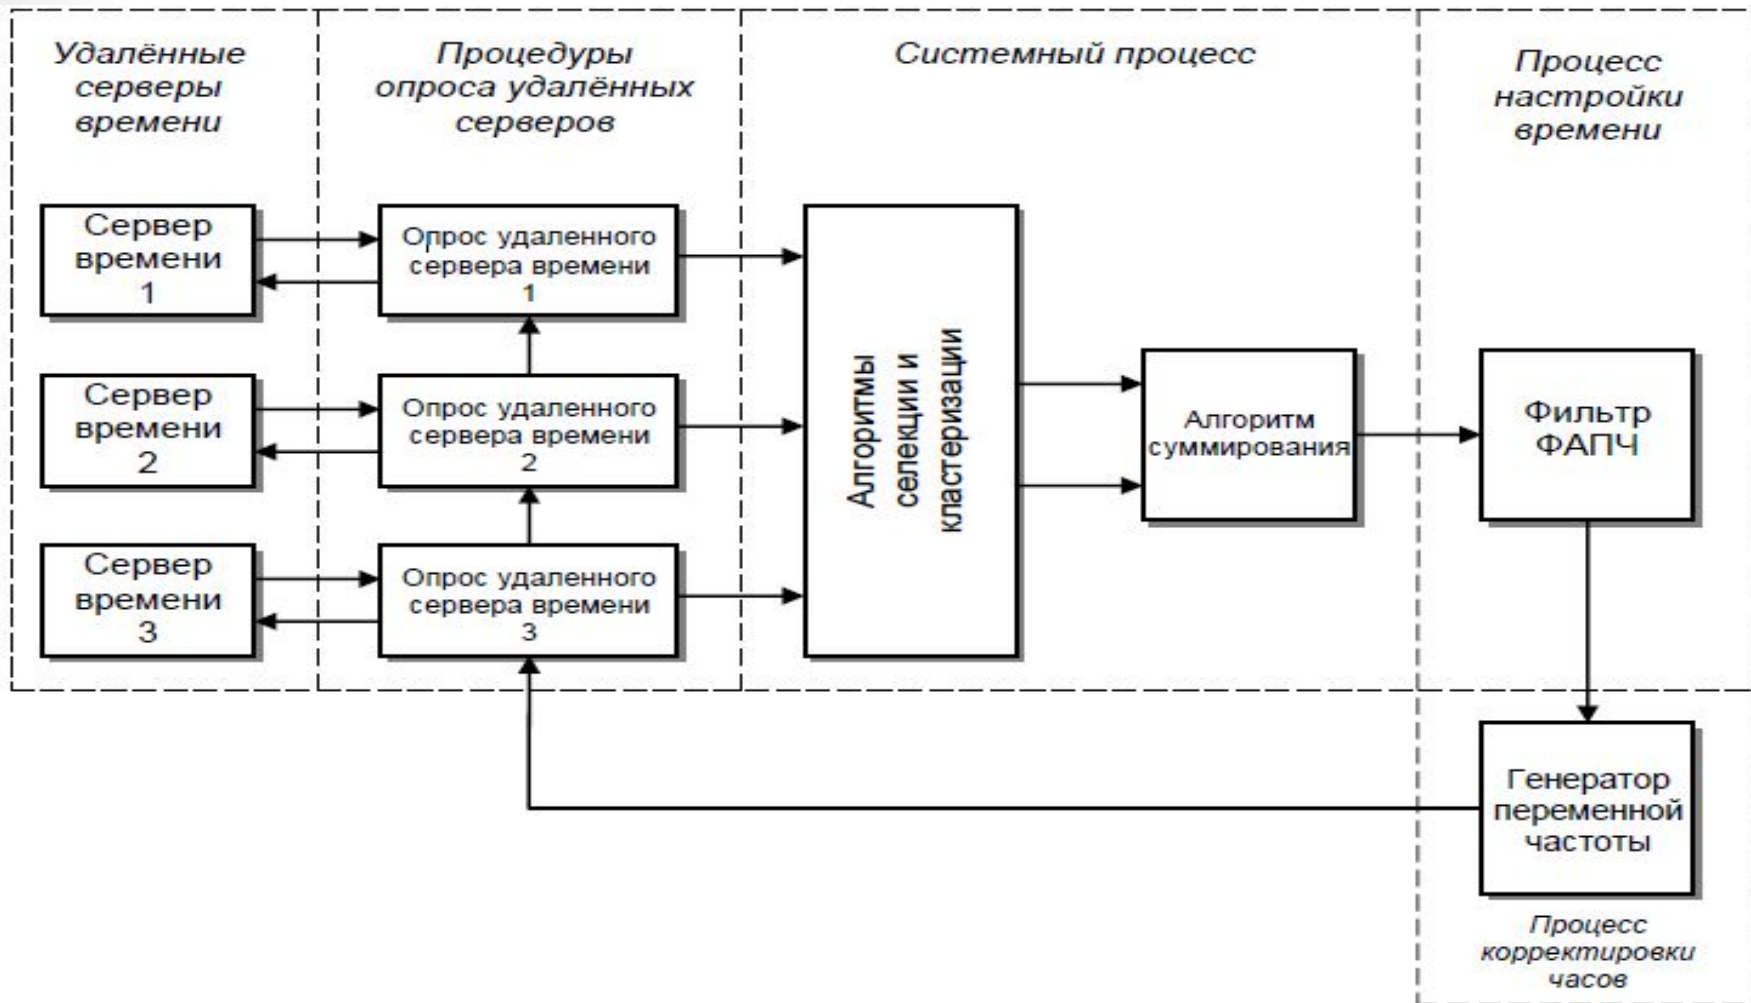 Удалённые
серверы
времени
Процедуры
опроса удалённых
серверов
Системный процесс
Процесс
настройки
времени
Сервер
времени
1
Опрос удаленного
сервера времени
1
Сервер
времени
2
Опрос удаленного
сервера времени
2
Сервер
времени
3
Опрос удаленного
сервера времени
3
Алгоритмы
селекции и
кластеризации
Алгоритм
суммирования
Фильтр
ФАПЧ
Генератор
переменной
частоты
Процесс
корректировки
часов